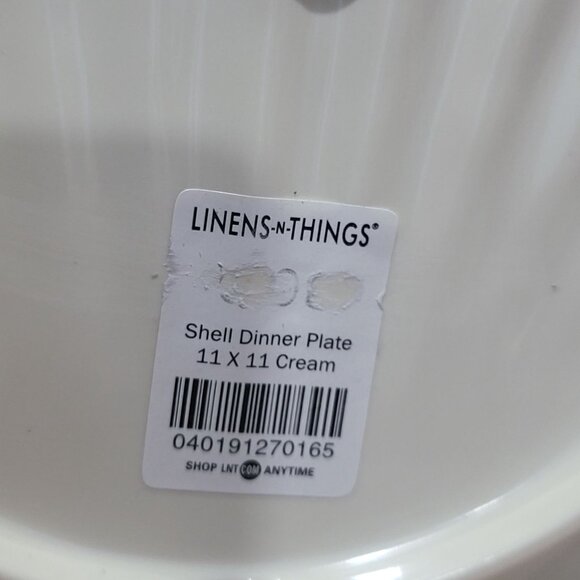 LINENS-N-THINGS®
Shell Dinner Plate
11 X 11 Cream
040191270165
SHOP LNT.COM ANYTIME